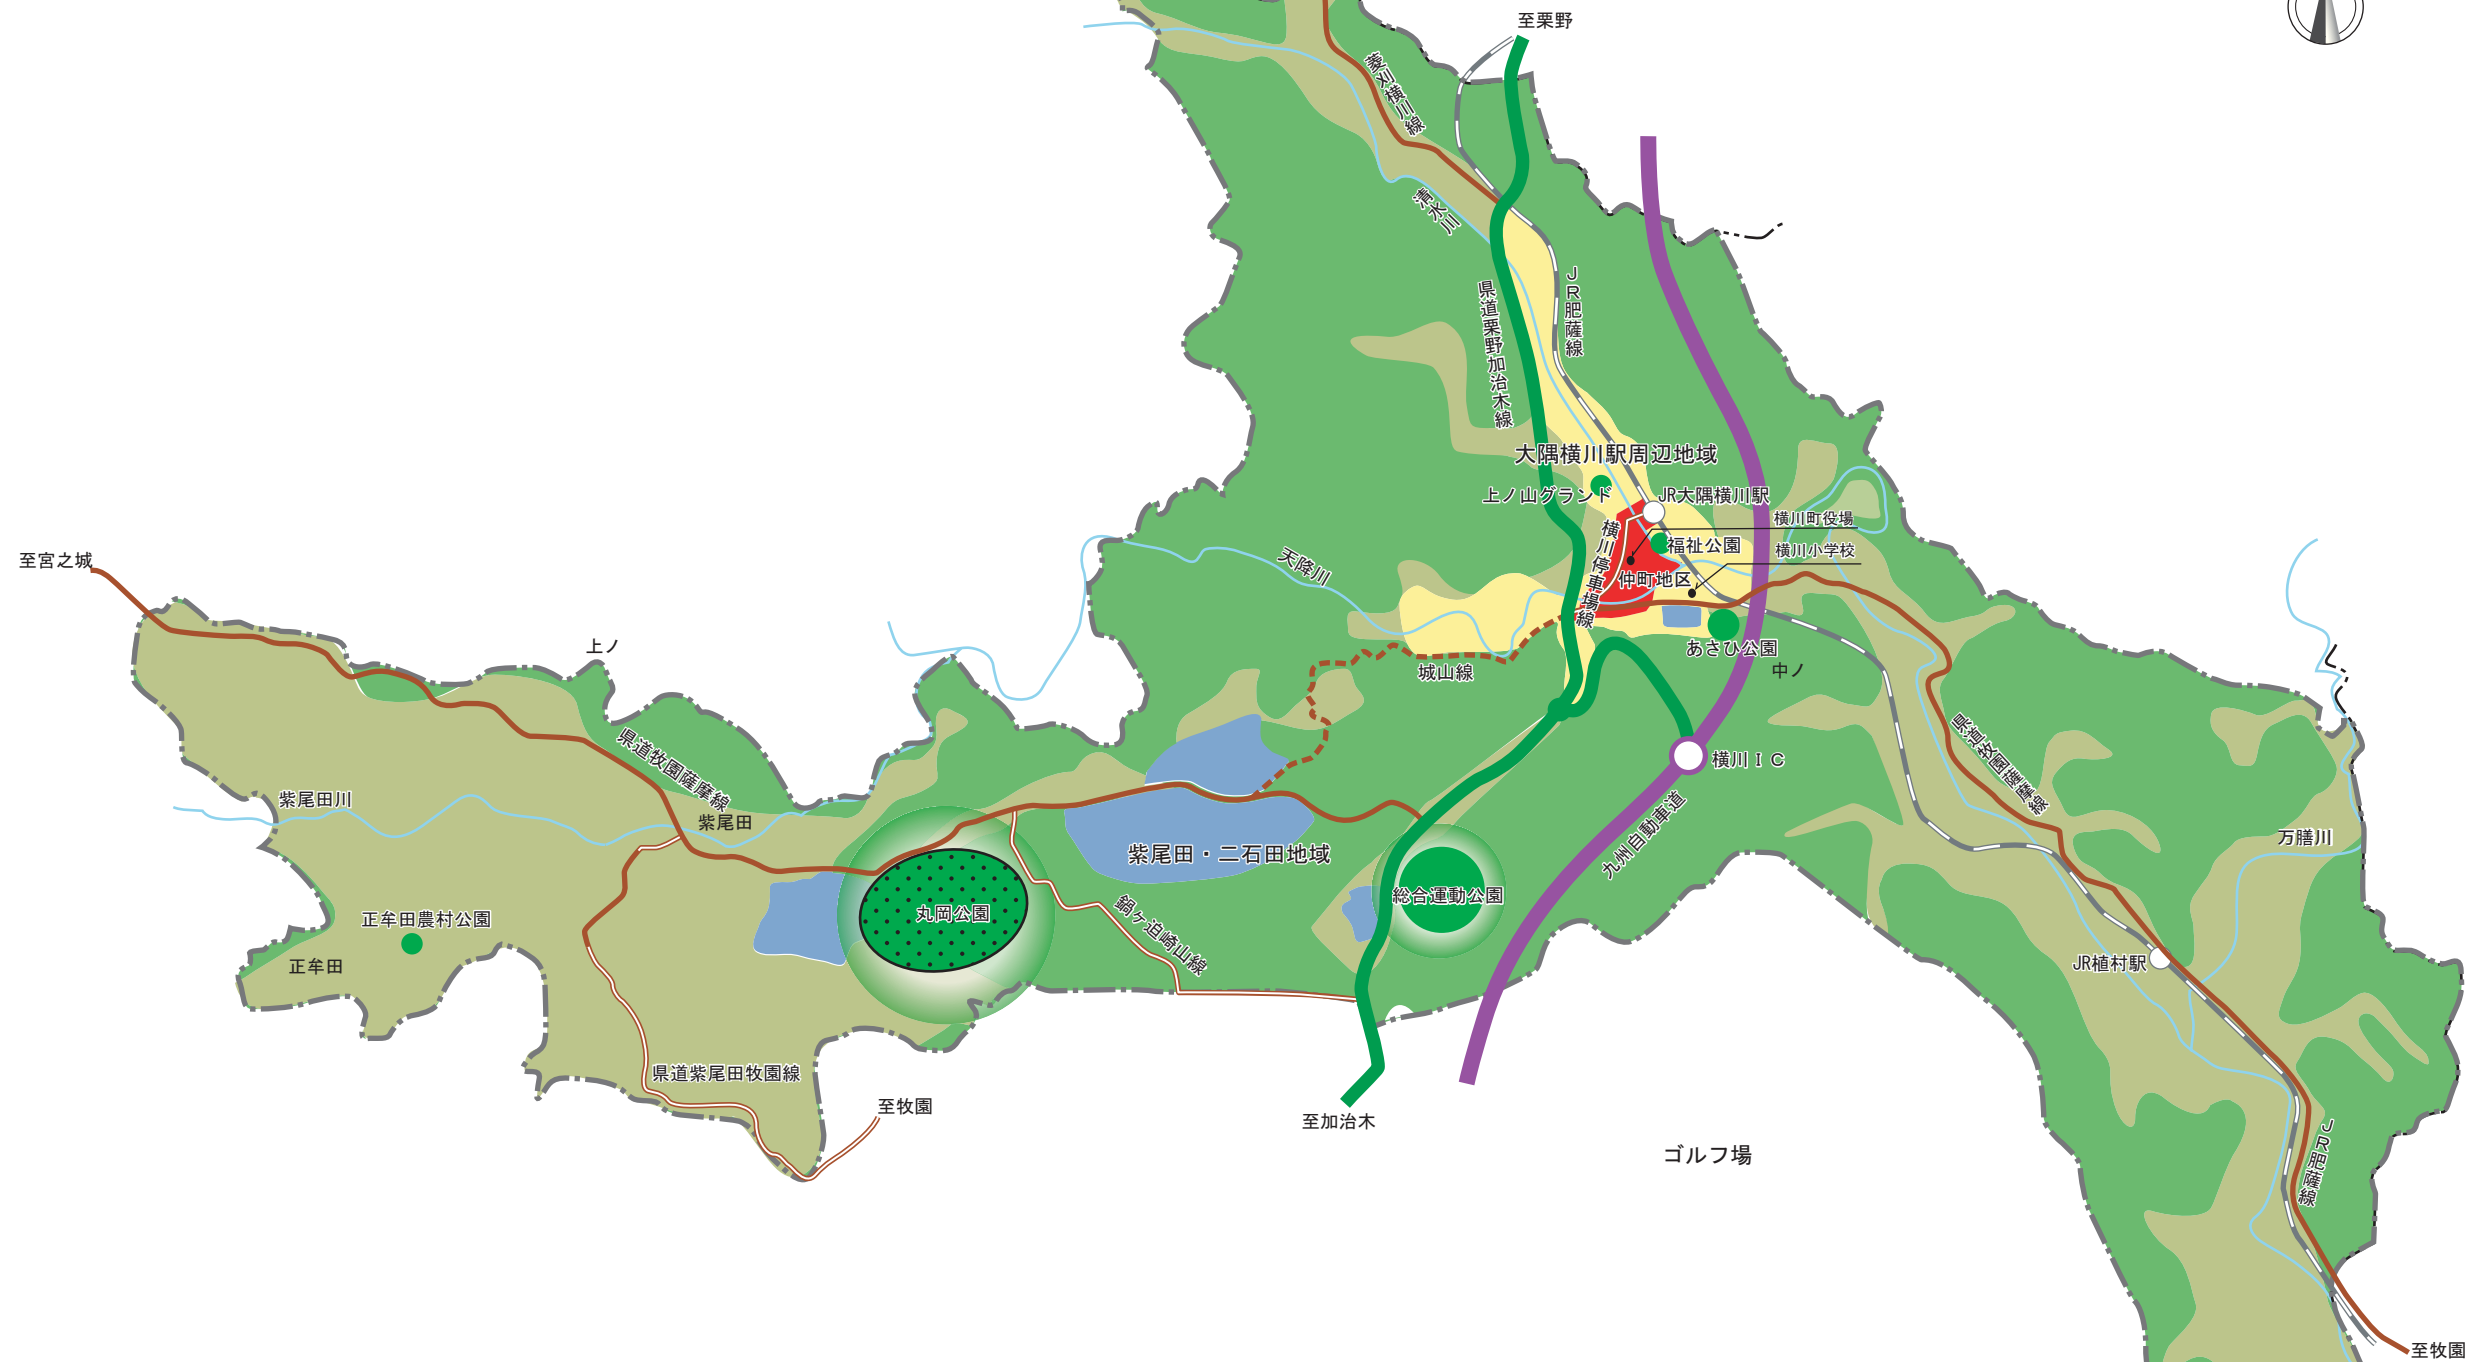 至栗野
菱刈横川線
清水川
JR肥薩線
県道栗野加治木線
大隅横川駅周辺地域
上ノ山グランド
JR大隅横川駅
横川町役場
横川停車場線
福祉公園
横川小学校
仲町地区
天降川
至宮之城
上ノ
あさひ公園
城山線
中ノ
県道牧園薩摩線
県道牧園薩摩線
横川ＩＣ
紫尾田川
紫尾田
九州自動車道
万膳川
紫尾田・二石田地域
総合運動公園
丸岡公園
正牟田農村公園
鍋ヶ迫崎山線
正牟田
JR植村駅
県道紫尾田牧園線
至牧園
至加治木
ゴルフ場
JR肥薩線
至牧園